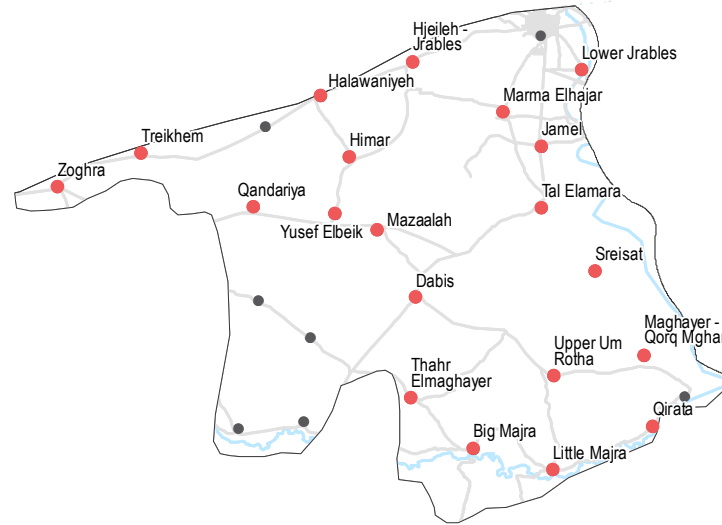 Hjeileh -
Jrables
Lower Jrables
Halawaniyeh
Marma Elhajar
Treikhem
Himar
Jamel
Zoghra
Qandariya
Tal Elamara
Yusef Elbeik
Mazaalah
Sreisat
Dabis
Maghayer -
Qorq Mghar
Upper Um
Rotha
Thahr
Elmaghayer
Qirata
Big Majra
Little Majra